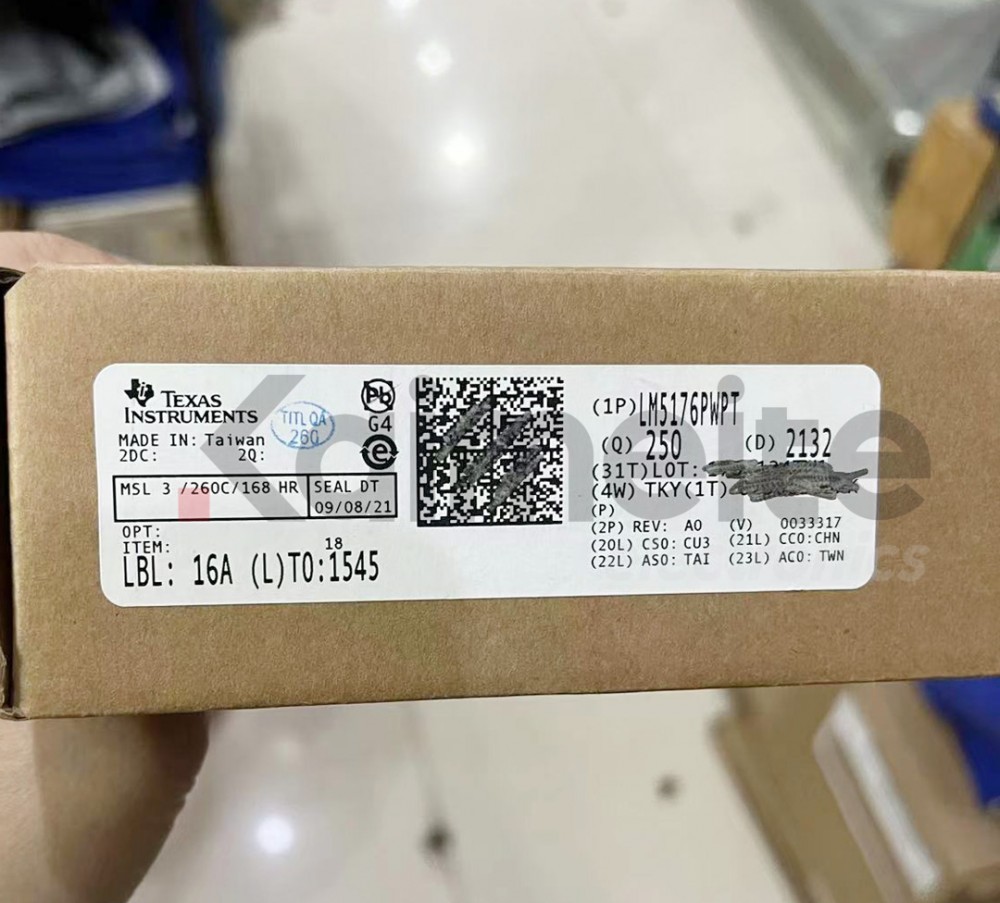 TEXAS
INSTRUMENTS
MADE IN: Taiwan
2DC: 2Q:
TITL QA
260
Pb
G4
e
MSL 3 /260C/168 HR
SEAL DT
09/08/21
OPT:
ITEM: 18
LBL: 16A (L)TO:1545
(1P)LM5176PWPT
(Q) 250 (D) 2132
(31T)LOT:
(4W) TKY(1T)
(P)
(2P) REV: A0 (V) 0033317
(20L) CSO: CU3 (21L) CCO:CHN
(22L) ASO: TAI (23L) ACO: TWN